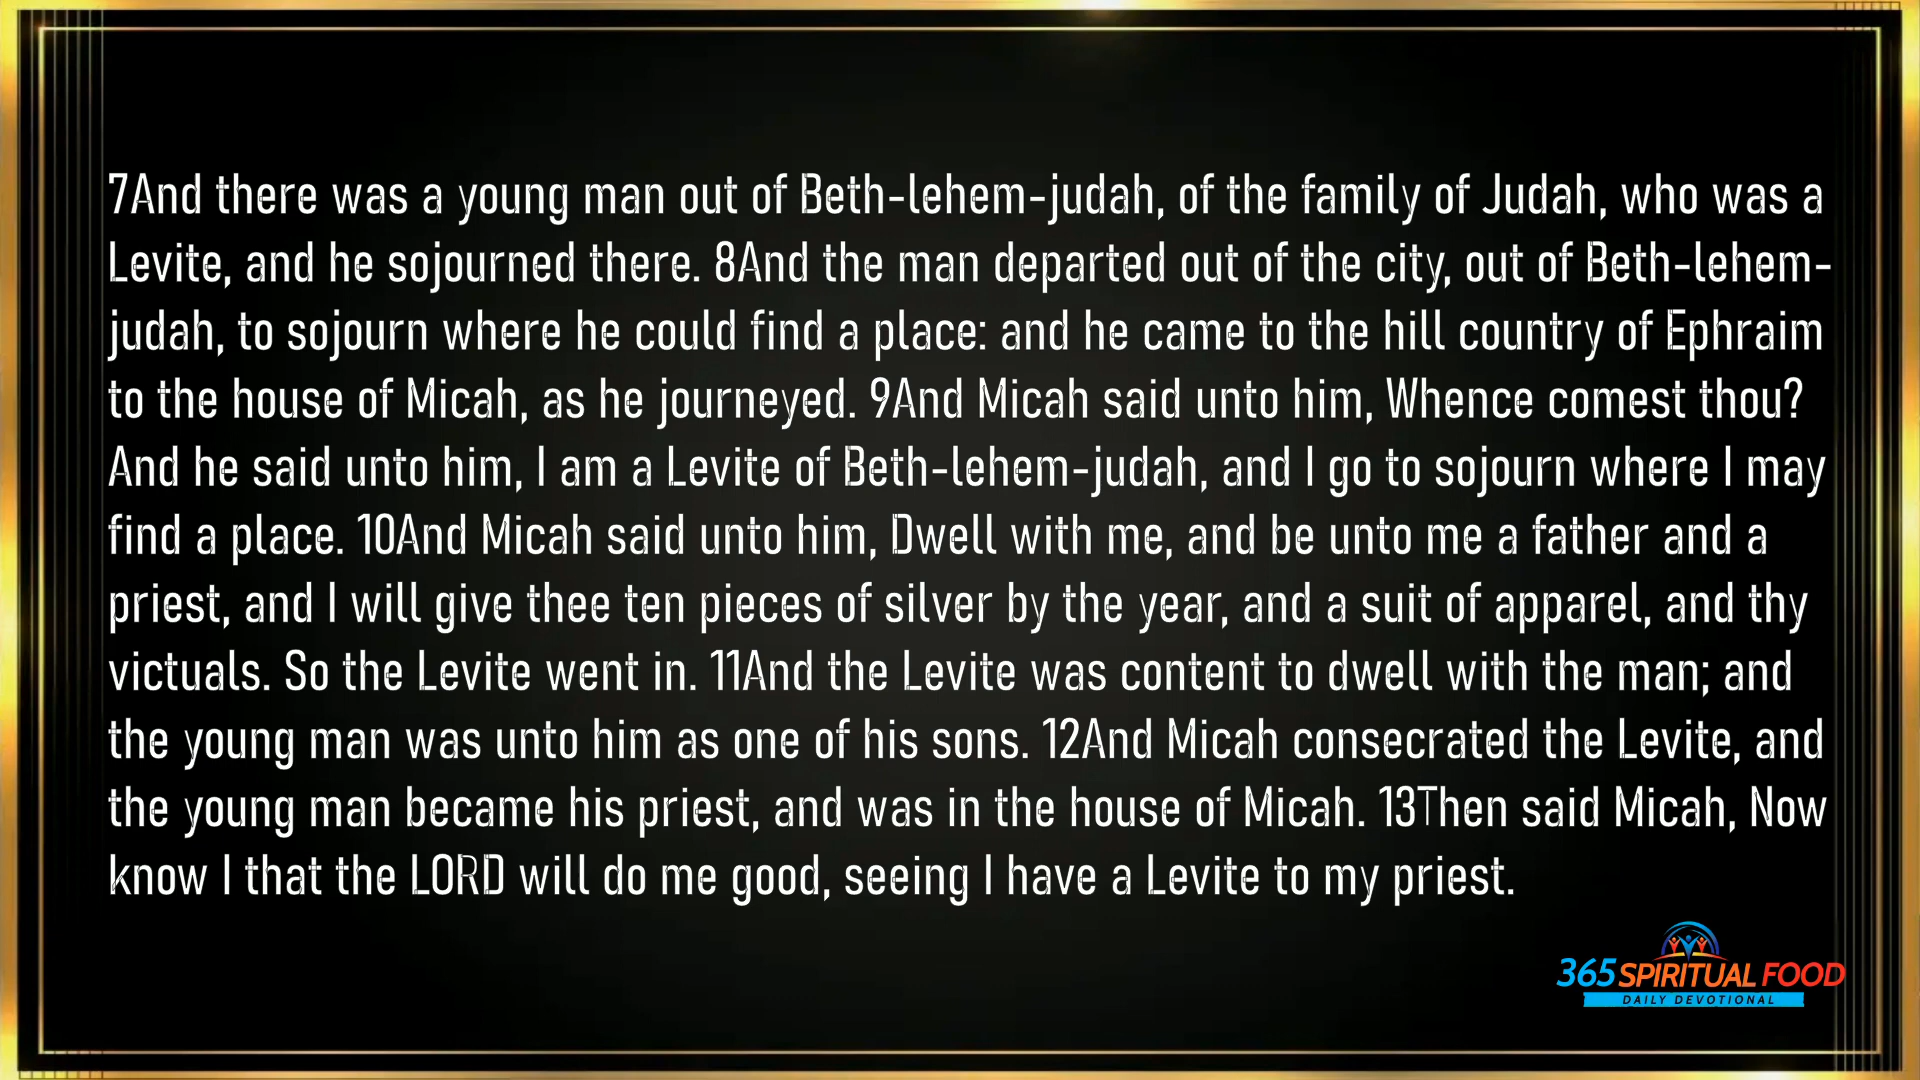 7And there was a young man out of Beth-lehem-judah, of the family of Judah, who was a
Levite, and he sojourned there. 8And the man departed out of the city, out of Beth-lehem-
judah, to sojourn where he could find a place: and he came to the hill country of Ephraim
to the house of Micah, as he journeyed. 9And Micah said unto him, Whence comest thou?
And he said unto him, I am a Levite of Beth-lehem-judah, and I go to sojourn where I may
find a place. 10And Micah said unto him, Dwell with me, and be unto me a father and a
priest, and I will give thee ten pieces of silver by the year, and a suit of apparel, and thy
victuals. So the Levite went in. 11And the Levite was content to dwell with the man; and
the young man was unto him as one of his sons. 12And Micah consecrated the Levite, and
the young man became his priest, and was in the house of Micah. 13Then said Micah, Now
know I that the LORD will do me good, seeing I have a Levite to my priest.
365 SPIRITUAL FOOD
DAILY DEVOTIONAL